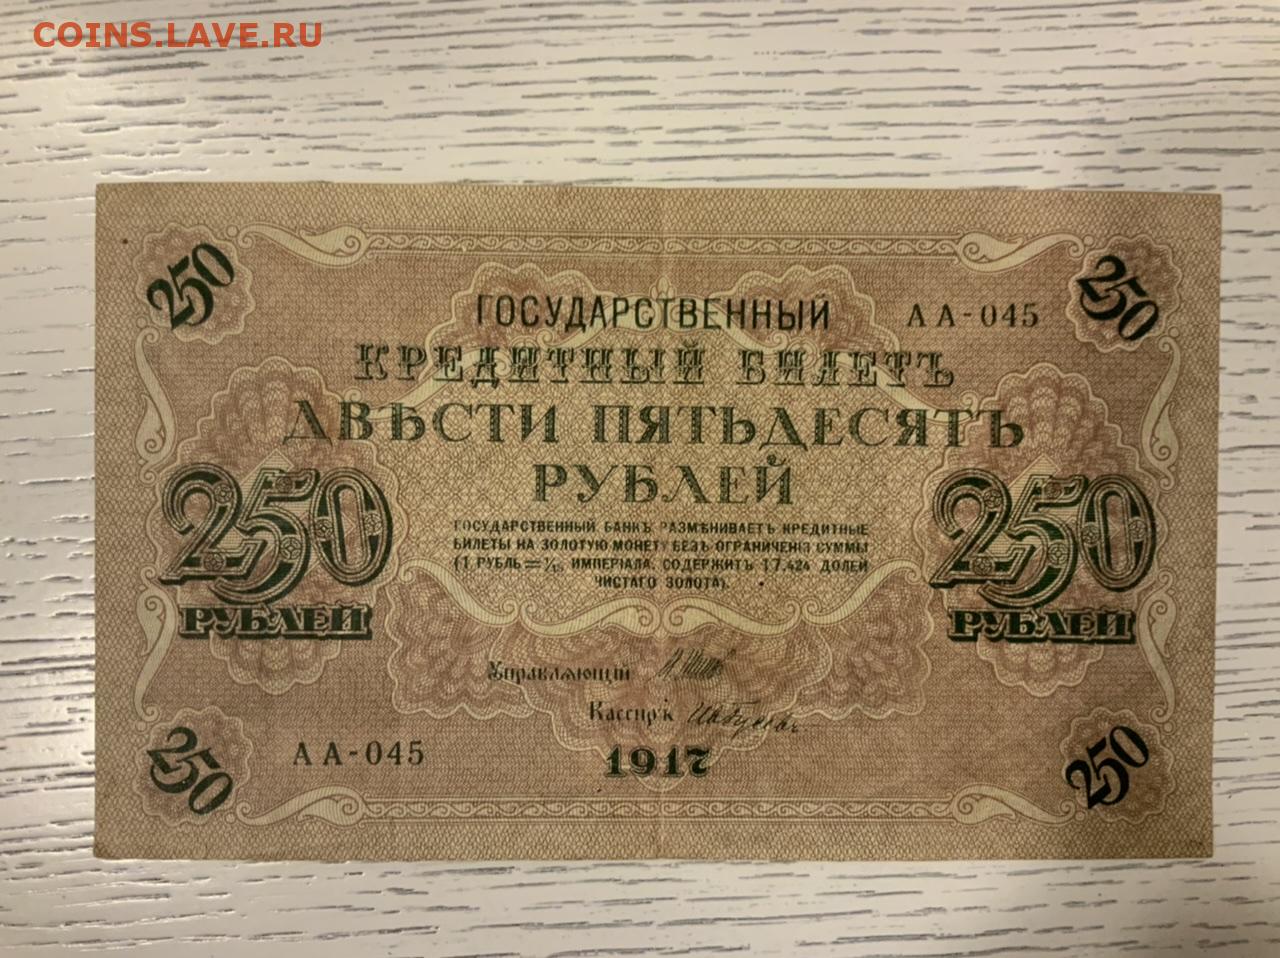 COINS.LAVE.RU
250 250
ГОСУДАРСТВЕННЫЙ АА-045
КРЕДИТНЫЙ БИЛЕТЪ
ДВѢСТИ ПЯТЬДЕСЯТЪ
РУБЛЕЙ
250 250
РУБЛЕЙ РУБЛЕЙ
ГОСУДАРСТВЕННЫЙ БАНКЪ РАЗМѢНИВАЕТЪ КРЕДИТНЫЕ
БИЛЕТЫ НА ЗОЛОТУЮ МОНЕТУ БЕЗЪ ОГРАНИЧЕНІЯ СУММЫ
(1 РУБЛЬ = 1/15 ИМПЕРІАЛА, СОДЕРЖИТЪ 17,424 ДОЛЕЙ
ЧИСТАГО ЗОЛОТА).
Управляющій
Кассиръ
АА-045 1917
250 250